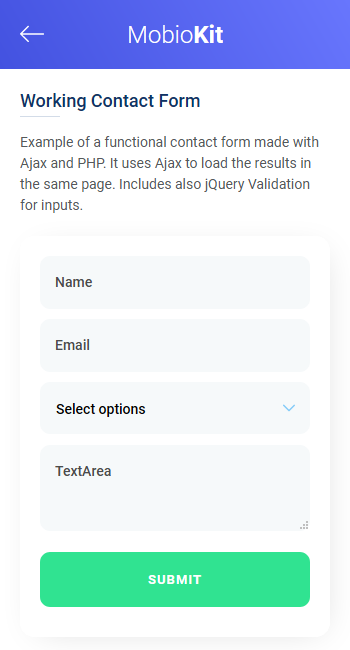 MobioKit
Working Contact Form
Example of a functional contact form made with
Ajax and PHP. It uses Ajax to load the results in
the same page. Includes also jQuery Validation
for inputs.
Name
Email
Select options
TextArea
SUBMIT